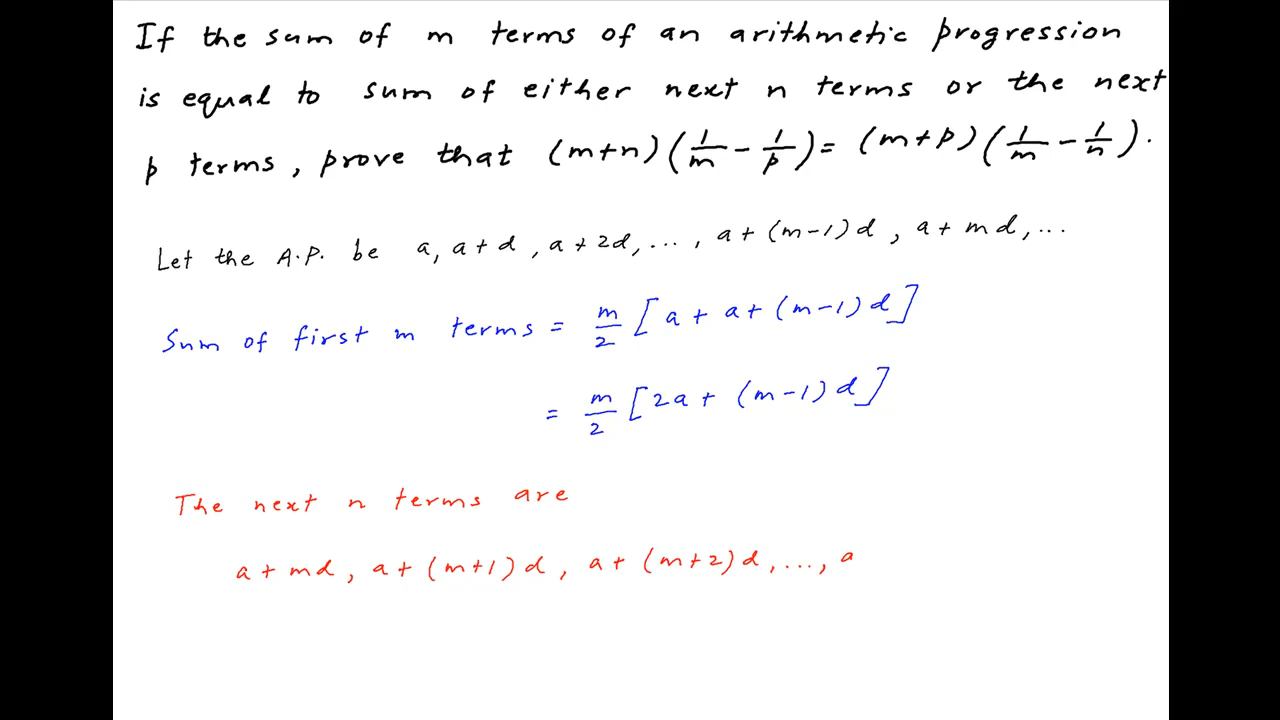 If the sum of m terms of an arithmetic progression
is equal to sum of either next n terms or the next
p terms, prove that (m+n)(1/m - 1/p) = (m+p)(1/m - 1/n).
Let the A.P. be a, a+d, a+2d, ..., a+(m-1)d, a+md, ...
Sum of first m terms = m/2 [a + a + (m-1)d]
= m/2 [2a + (m-1)d]
The next n terms are
a+md, a+(m+1)d, a+(m+2)d, ..., a